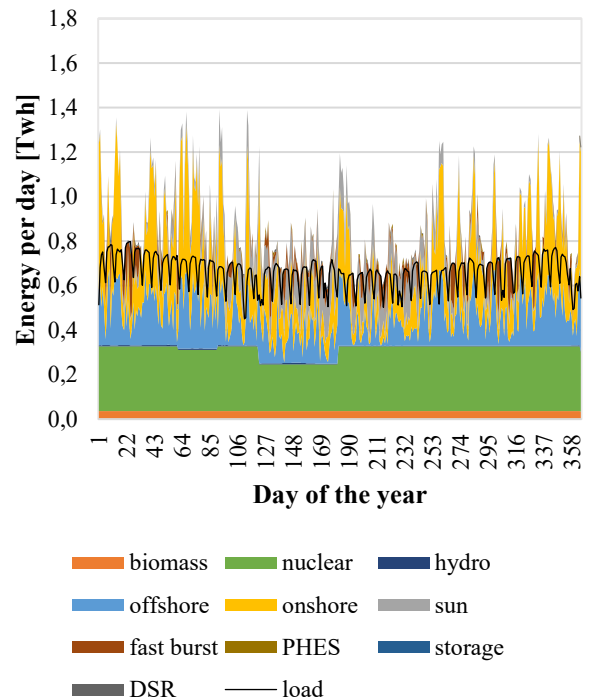 1,8
1,6
1,4
1,2
1,0
0,8
0,6
0,4
0,2
0,0
Energy per day [Twh]
1 22 43 64 85 106 127 148 169 190 211 232 253 274 295 316 337 358
Day of the year
biomass nuclear hydro
offshore onshore sun
fast burst PHES storage
DSR load